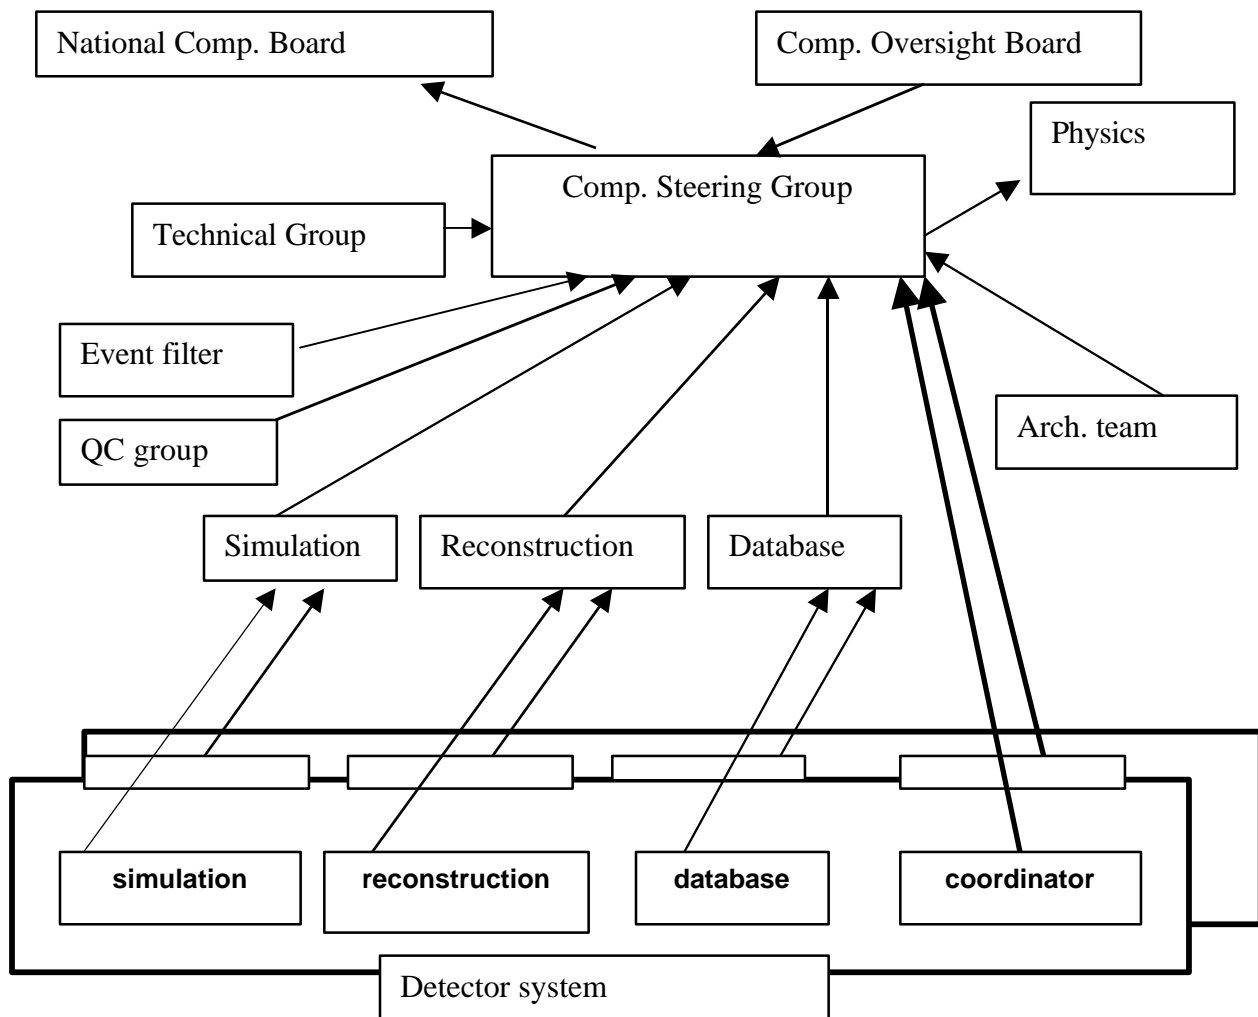 National Comp. Board
Comp. Oversight Board
Physics
Comp. Steering Group
Technical Group
Event filter
QC group
Arch. team
Simulation
Reconstruction
Database
simulation
reconstruction
database
coordinator
Detector system